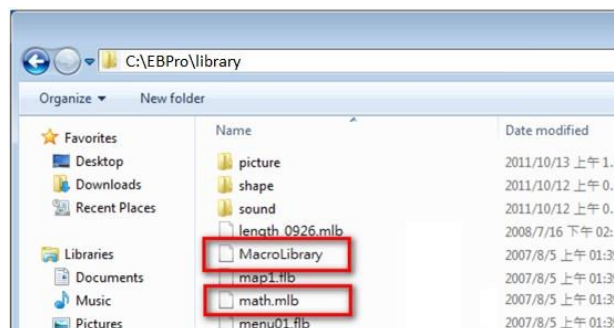 C:\EBPro\library
Organize
New folder
Name
Date modified
Favorites
Desktop
Downloads
Recent Places
Libraries
Documents
Music
Pictures
picture
2011/10/13 上午 1.
shape
2011/10/12 上午 0.
sound
2011/10/12 上午 0.
length_0926.mlb
2008/7/16 下午 02:
MacroLibrary
2007/8/5 上午 01:39
map1.flb
2007/8/5 上午 01:39
math.mlb
2007/8/5 上午 01:39
menu01.flb
2007/8/5 上午 01:39